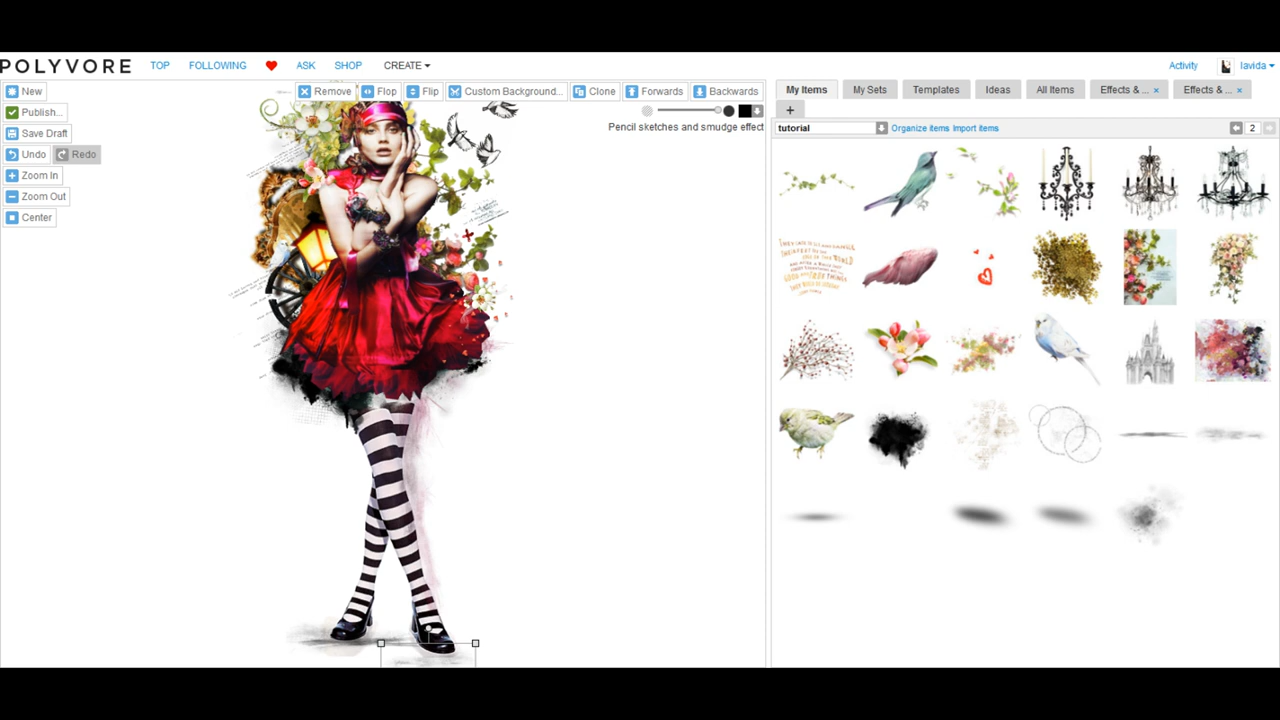 POLYVORE TOP FOLLOWING ASK SHOP CREATE Activity lavida
New Remove Flop Flip Custom Background... Clone Forwards Backwards My Items My Sets Templates Ideas All Items Effects & ... × Effects & ... ×
Publish... +
Pencil sketches and smudge effect tutorial Organize items Import items 2
Save Draft
Undo Redo
Zoom In
Zoom Out
Center